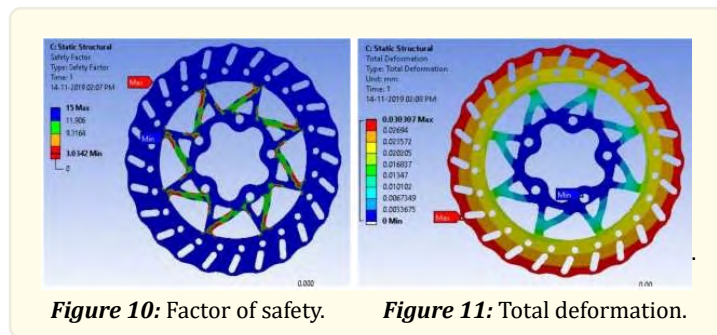 C: Static Structural
Safety Factor
Type: Safety Factor
Time: 1
14-11-2019 02:07 PM
15 Max
11.806
9.3164
3.0342 Min
0
Max
Min
0.000
C: Static Structural
Total Deformation
Type: Total Deformation
Unit: mm
Time: 1
14-11-2019 02:08 PM
0.030307 Max
0.02694
0.023572
0.020205
0.016837
0.01347
0.010102
0.0067349
0.0033675
0 Min
Min
Max
0.00
.
Figure 10: Factor of safety.
Figure 11: Total deformation.